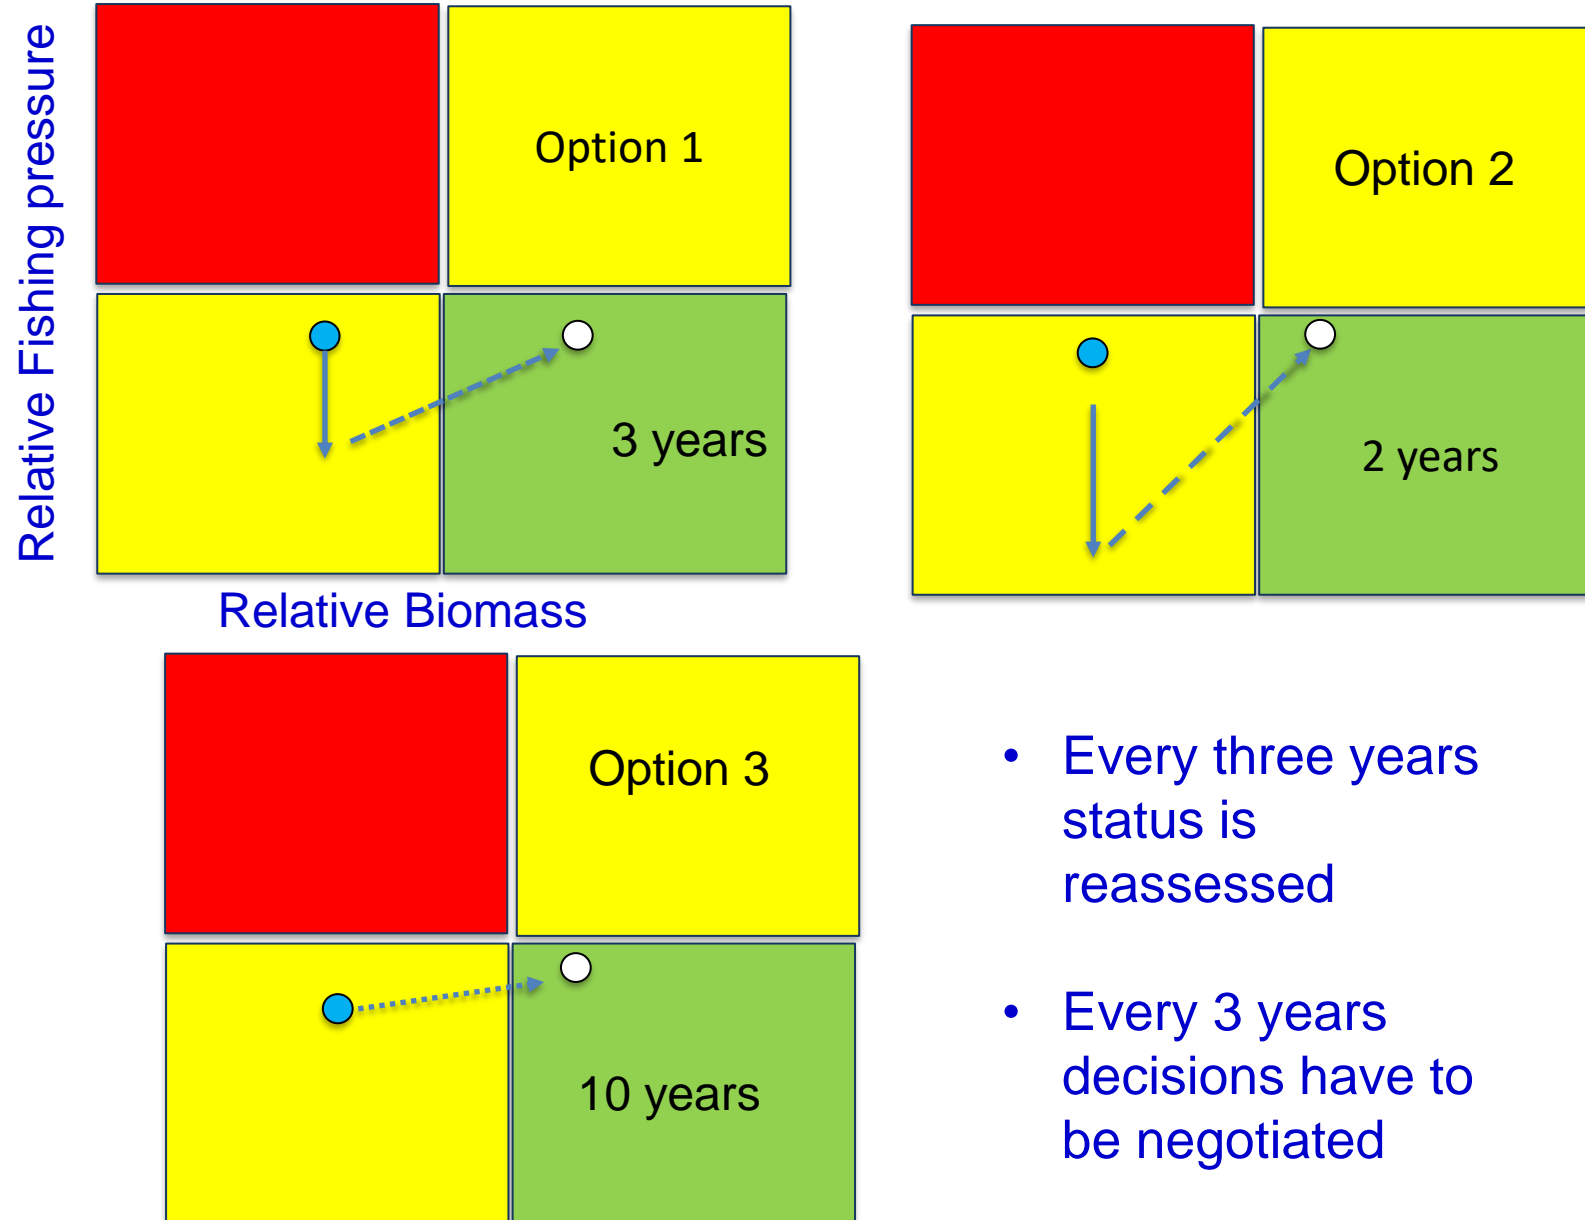 Relative Fishing pressure
Option 1
3 years
Relative Biomass
Option 2
2 years
Option 3
10 years
• Every three years
status is
reassessed
• Every 3 years
decisions have to
be negotiated